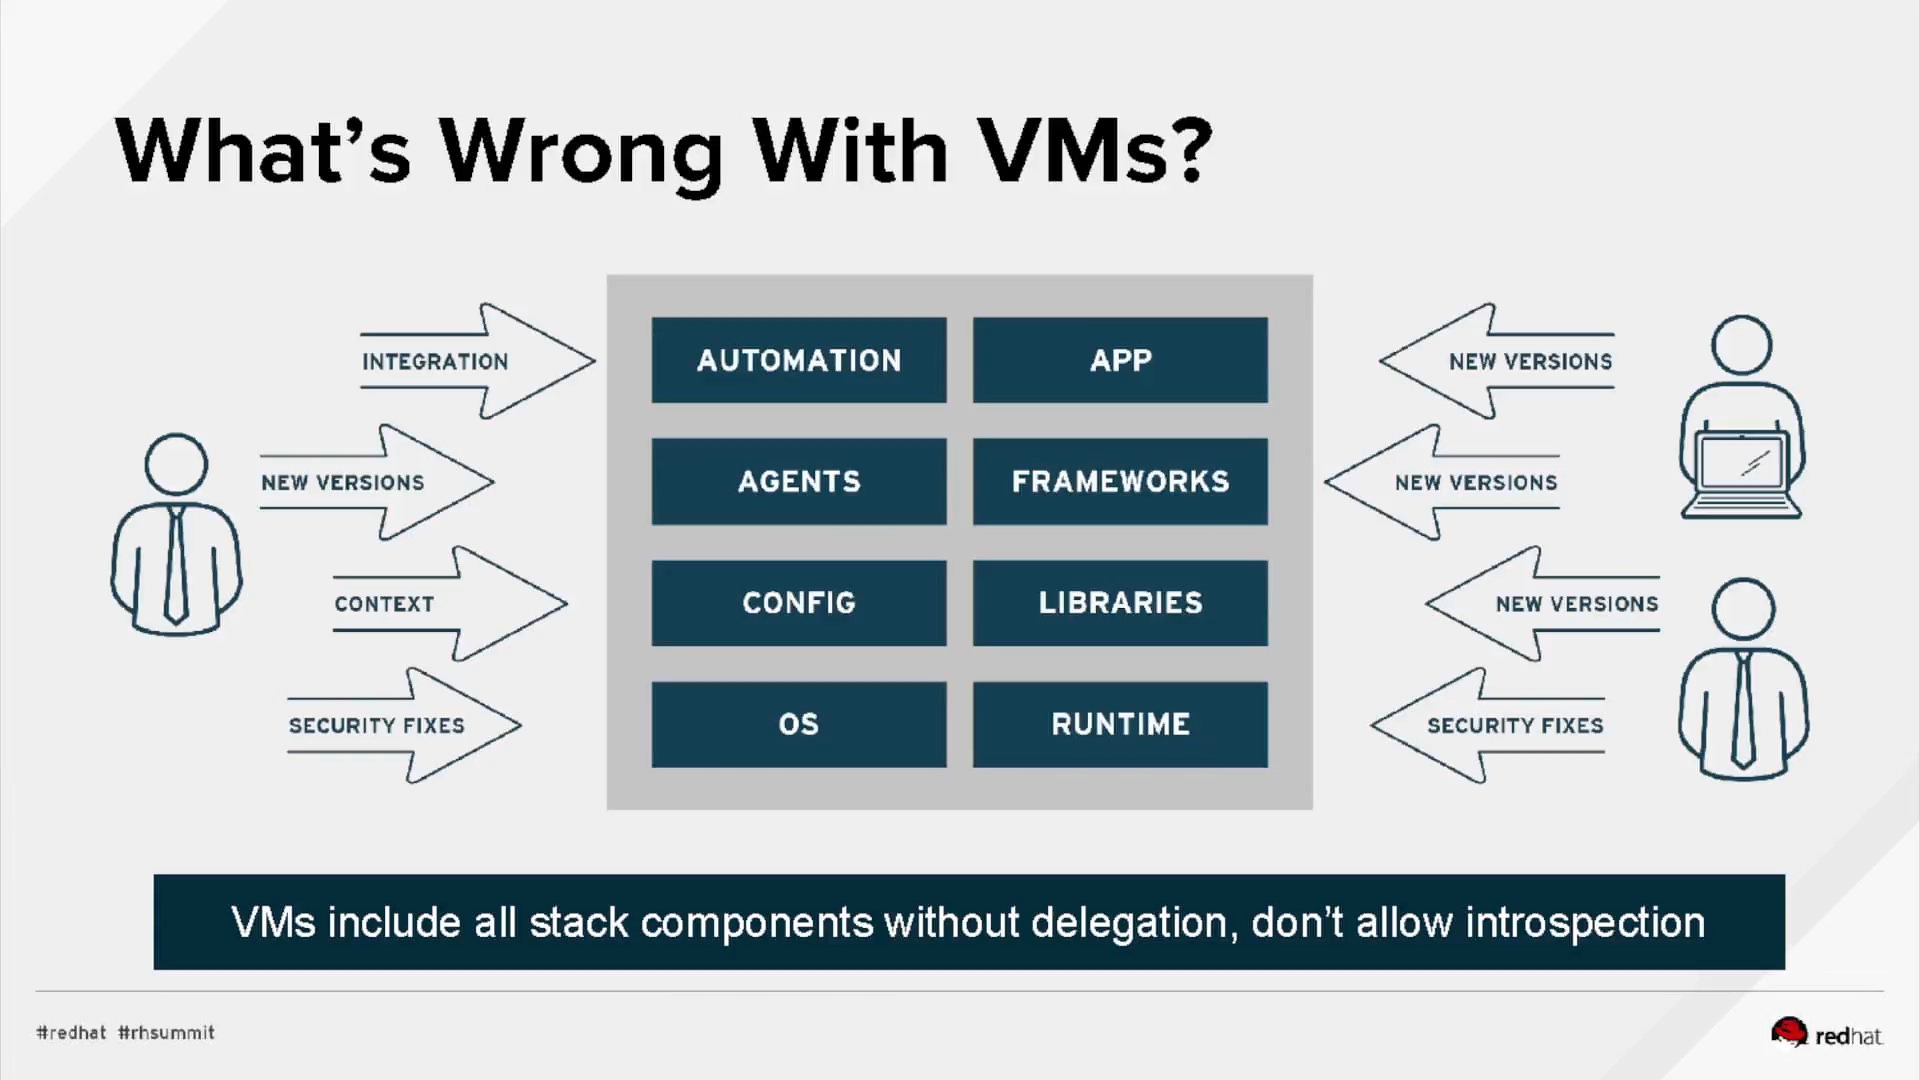 What’s Wrong With VMs?
INTEGRATION
AUTOMATION
APP
NEW VERSIONS
NEW VERSIONS
AGENTS
FRAMEWORKS
NEW VERSIONS
CONTEXT
CONFIG
LIBRARIES
NEW VERSIONS
SECURITY FIXES
OS
RUNTIME
SECURITY FIXES
VMs include all stack components without delegation, don’t allow introspection
#redhat #rhsummit
redhat